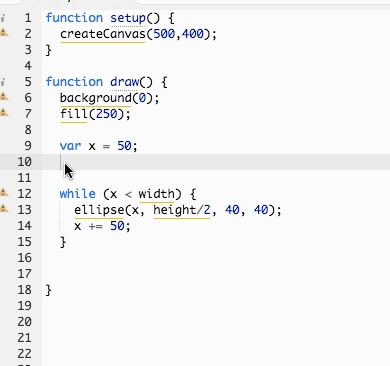 1 function setup() {
2 createCanvas(500,400);
3 }
4
5 function draw() {
6 background(0);
7 fill(250);
8
9 var x = 50;
10
11
12 while (x < width) {
13 ellipse(x, height/2, 40, 40);
14 x += 50;
15 }
16
17
18 }
19
20
21
22